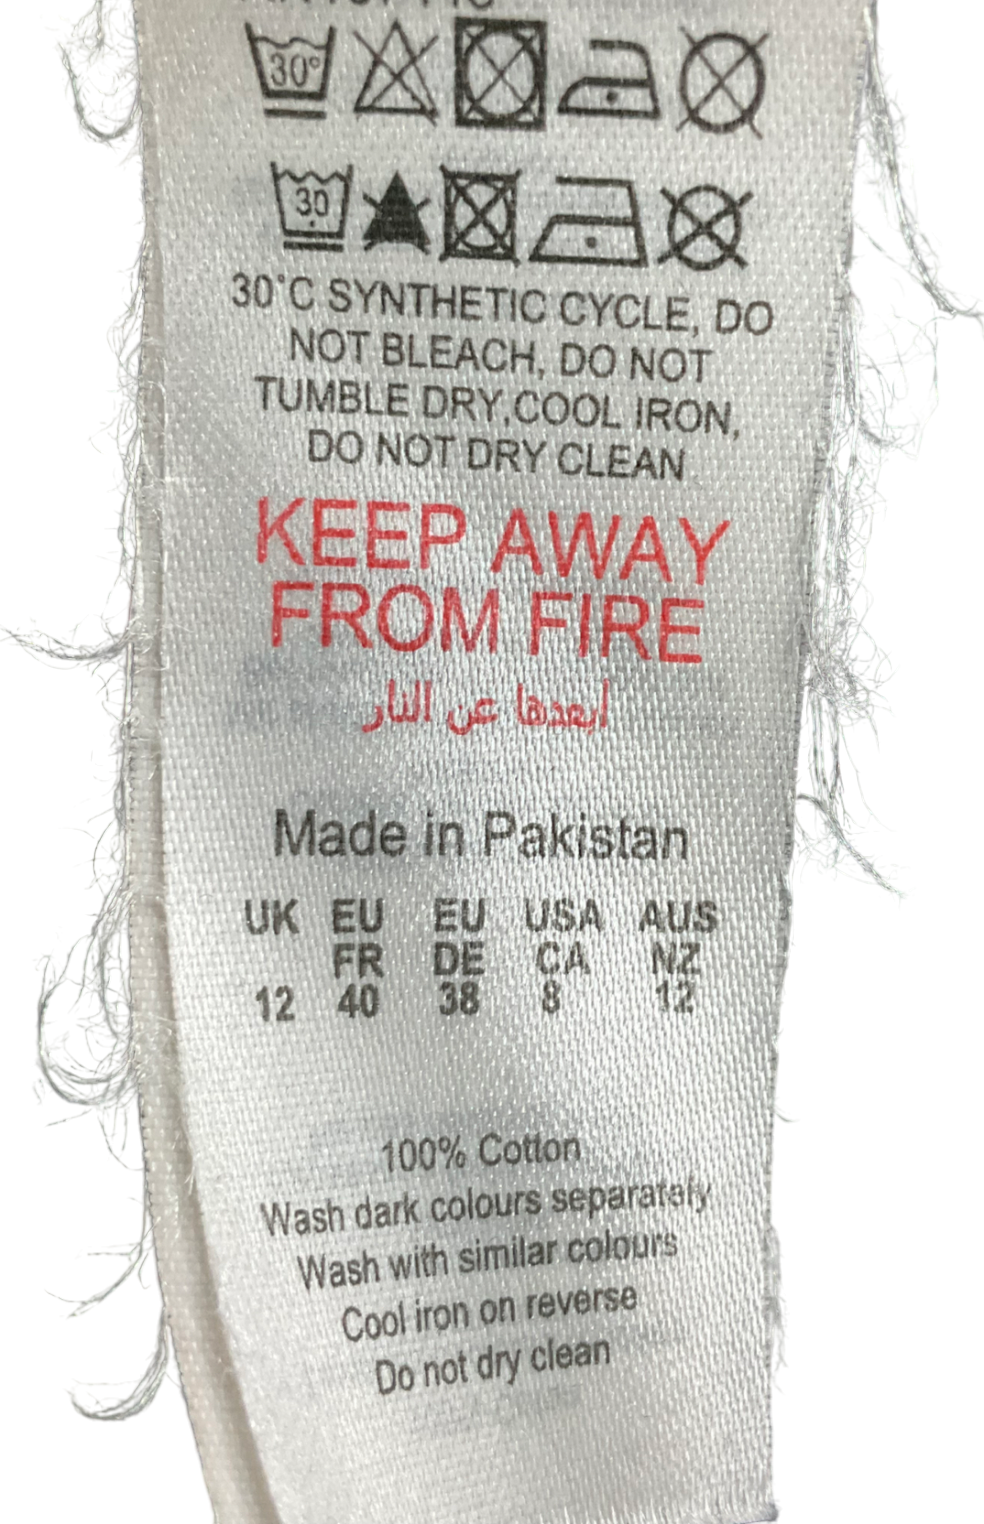 30°
30
30°C SYNTHETIC CYCLE, DO
NOT BLEACH, DO NOT
TUMBLE DRY,COOL IRON,
DO NOT DRY CLEAN
KEEP AWAY
FROM FIRE
أبعدها عن النار
Made in Pakistan
UK EU EU USA AUS
FR DE CA NZ
12 40 38 8 12
100% Cotton
Wash dark colours separately
Wash with similar colours
Cool iron on reverse
Do not dry clean